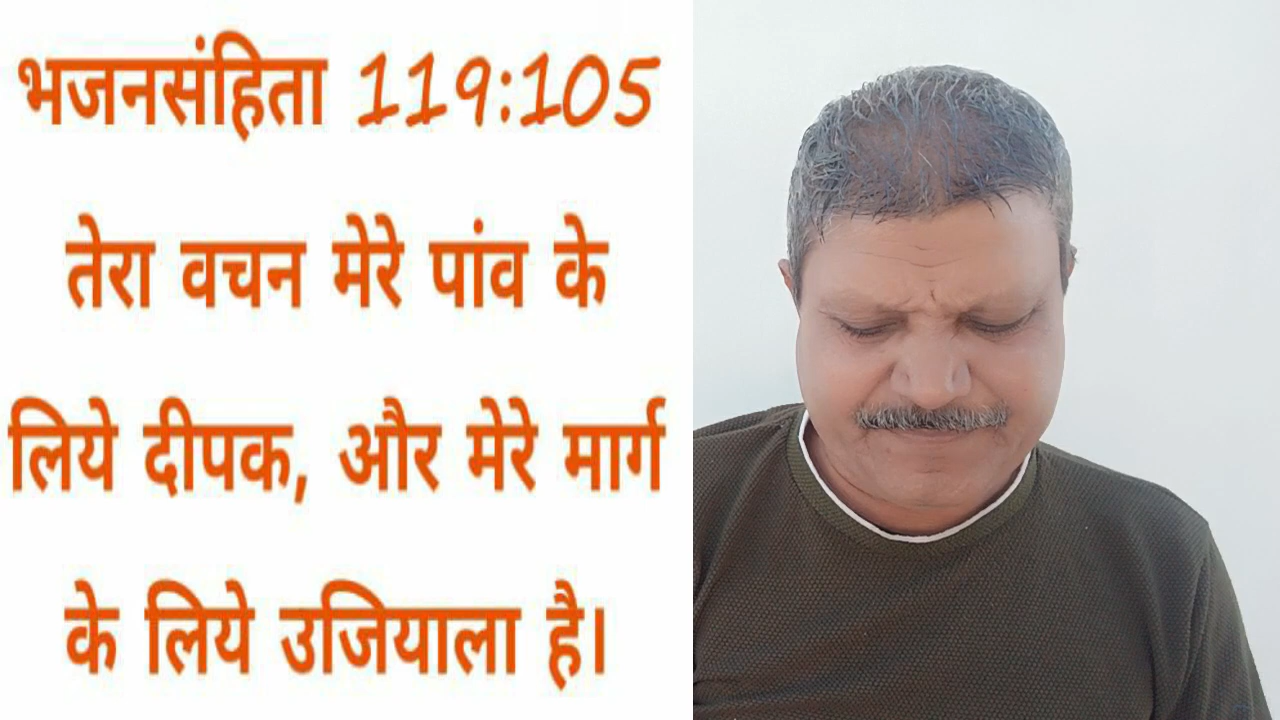 भजनसंहिता 119:105
तेरा वचन मेरे पांव के
लिये दीपक, और मेरे मार्ग
के लिये उजियाला है।